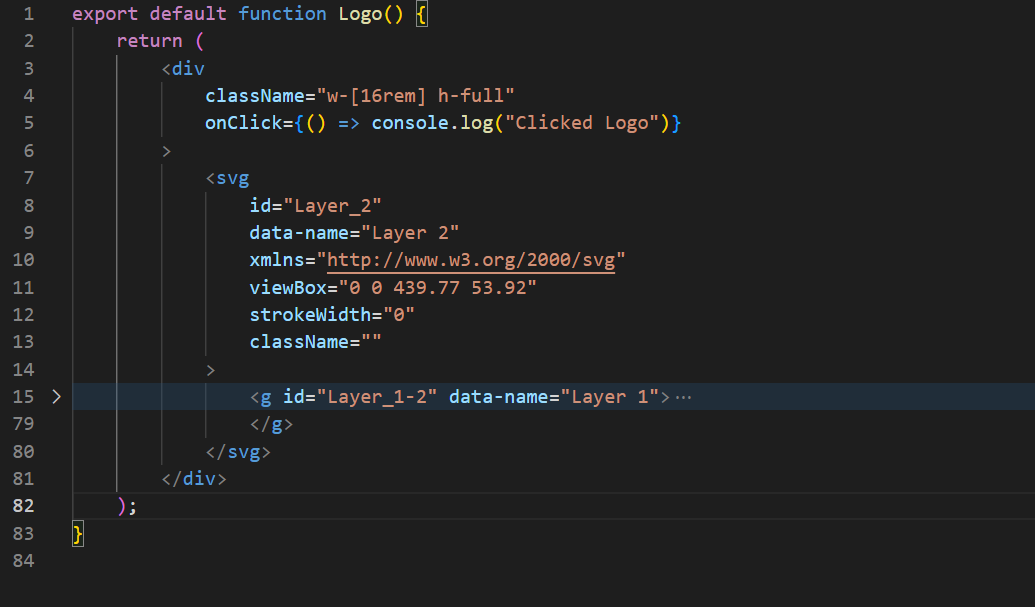 1 export default function Logo() {
2     return (
3         <div
4             className="w-[16rem] h-full"
5             onClick={() => console.log("Clicked Logo")}
6         >
7             <svg
8                 id="Layer_2"
9                 data-name="Layer 2"
10                 xmlns="http://www.w3.org/2000/svg"
11                 viewBox="0 0 439.77 53.92"
12                 strokeWidth="0"
13                 className=""
14             >
15                 <g id="Layer_1-2" data-name="Layer 1">···
79                 </g>
80             </svg>
81         </div>
82     );
83 }
84